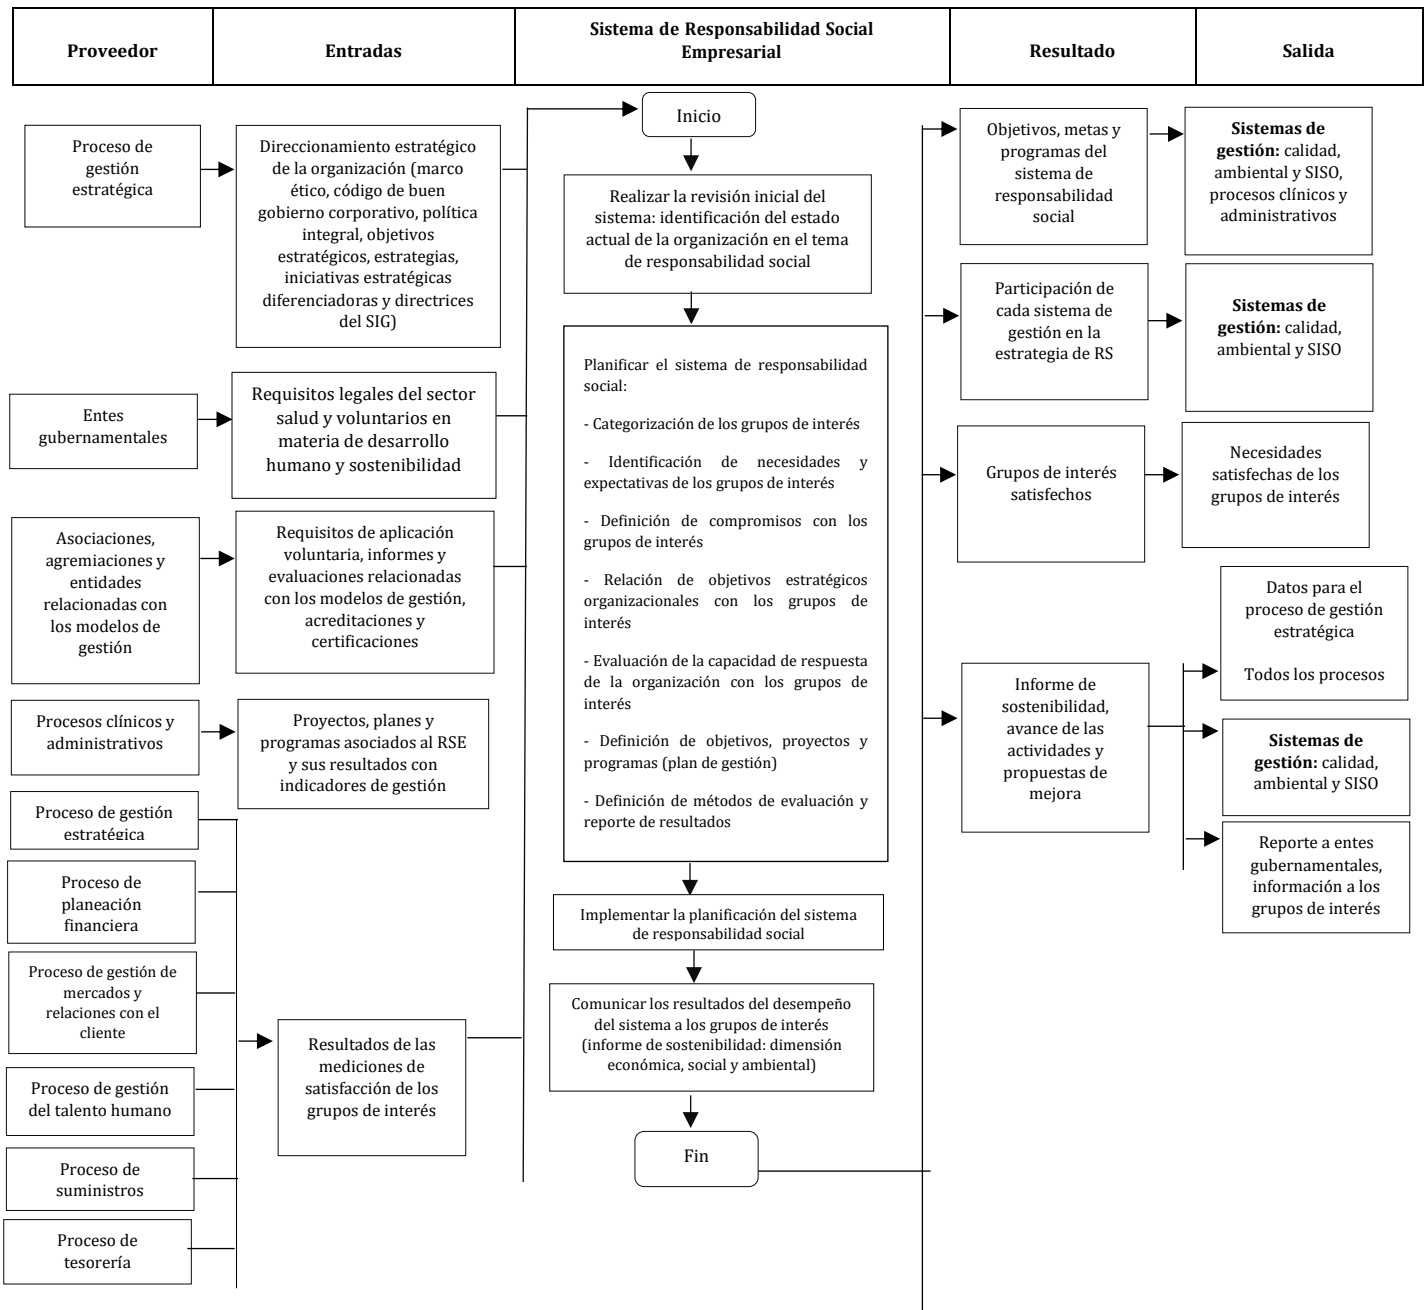 Proveedor
Entradas
Sistema de Responsabilidad Social
Empresarial
Resultado
Salida
Proceso de
gestión
estratégica
Entes
gubernamentales
Asociaciones,
agremiaciones y
entidades
relacionadas con
los modelos de
gestión
Procesos clínicos y
administrativos
Proceso de gestión
estratégica
Proceso de
planeación
financiera
Proceso de gestión de
mercados y
relaciones con el
cliente
Proceso de gestión
del talento humano
Proceso de
suministros
Proceso de
tesorería
Direccionamiento estratégico
de la organización (marco
ético, código de buen
gobierno corporativo, política
integral, objetivos
estratégicos, estrategias,
iniciativas estratégicas
diferenciadoras y directrices
del SIG)
Requisitos legales del sector
salud y voluntarios en
materia de desarrollo
humano y sostenibilidad
Requisitos de aplicación
voluntaria, informes y
evaluaciones relacionadas
con los modelos de gestión,
acreditaciones y
certificaciones
Proyectos, planes y
programas asociados al RSE
y sus resultados con
indicadores de gestión
Resultados de las
mediciones de
satisfacción de los
grupos de interés
Inicio
Realizar la revisión inicial del
sistema: identificación del estado
actual de la organización en el tema
de responsabilidad social
Planificar el sistema de responsabilidad
social:
- Categorización de los grupos de interés
- Identificación de necesidades y
expectativas de los grupos de interés
- Definición de compromisos con los
grupos de interés
- Relación de objetivos estratégicos
organizacionales con los grupos de
interés
- Evaluación de la capacidad de respuesta
de la organización con los grupos de
interés
- Definición de objetivos, proyectos y
programas (plan de gestión)
- Definición de métodos de evaluación y
reporte de resultados
Implementar la planificación del sistema
de responsabilidad social
Comunicar los resultados del desempeño
del sistema a los grupos de interés
(informe de sostenibilidad: dimensión
económica, social y ambiental)
Fin
Objetivos, metas y
programas del
sistema de
responsabilidad
social
Participación de
cada sistema de
gestión en la
estrategia de RS
Grupos de interés
satisfechos
Informe de
sostenibilidad,
avance de las
actividades y
propuestas de
mejora
Sistemas de
gestión: calidad,
ambiental y SISO,
procesos clínicos y
administrativos
Sistemas de
gestión: calidad,
ambiental y SISO
Necesidades
satisfechas de los
grupos de interés
Datos para el
proceso de gestión
estratégica
Todos los procesos
Sistemas de
gestión: calidad,
ambiental y SISO
Reporte a entes
gubernamentales,
información a los
grupos de interés